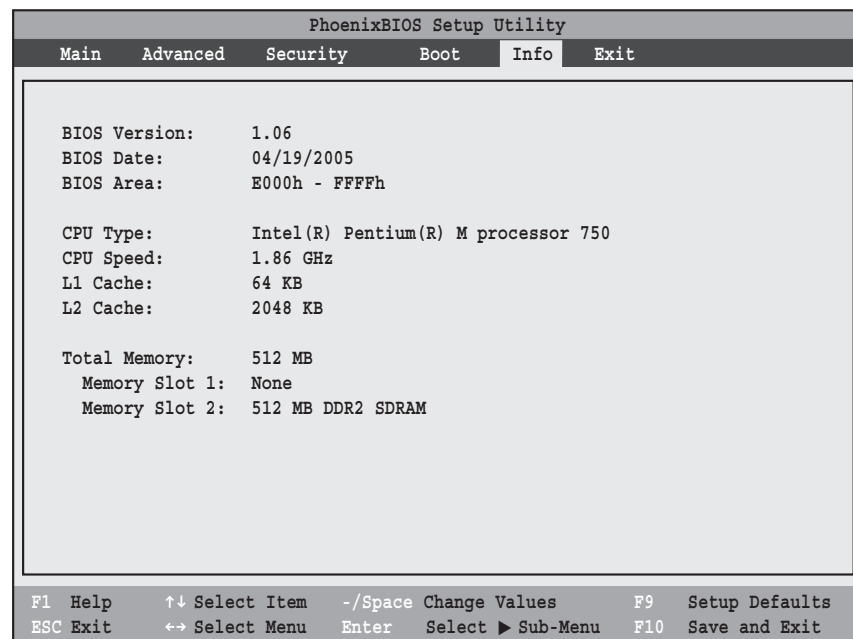 PhoenixBIOS Setup Utility
Main Advanced Security Boot Info Exit
BIOS Version: 1.06
BIOS Date: 04/19/2005
BIOS Area: E000h - FFFFh
CPU Type: Intel(R) Pentium(R) M processor 750
CPU Speed: 1.86 GHz
L1 Cache: 64 KB
L2 Cache: 2048 KB
Total Memory: 512 MB
Memory Slot 1: None
Memory Slot 2: 512 MB DDR2 SDRAM
F1 Help ↑↓ Select Item -/Space Change Values F9 Setup Defaults
ESC Exit ←→ Select Menu Enter Select ▶ Sub-Menu F10 Save and Exit